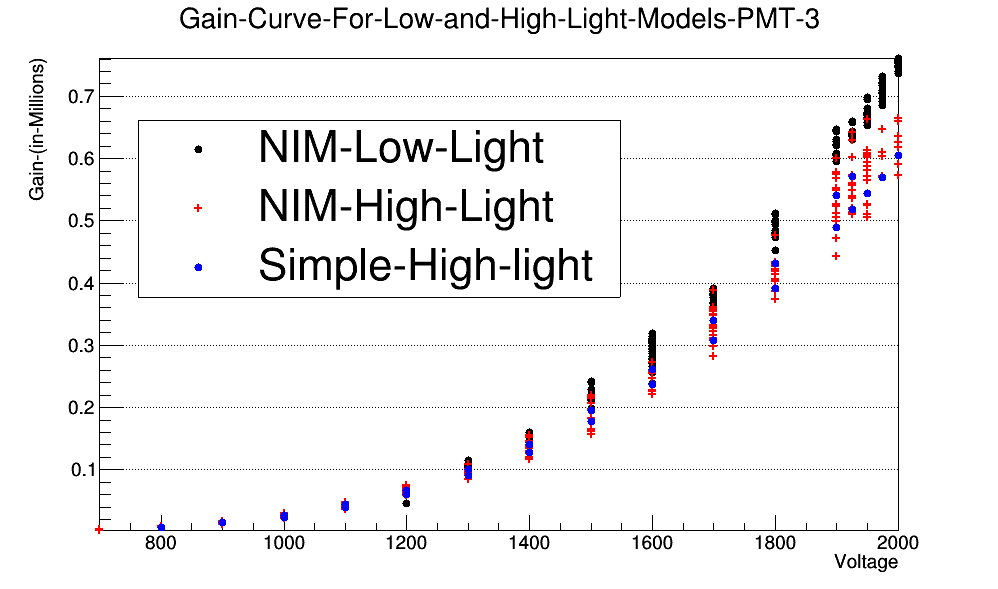 Gain-Curve-For-Low-and-High-Light-Models-PMT-3
Gain-(in-Millions)
0.7
0.6
0.5
0.4
0.3
0.2
0.1
NIM-Low-Light
NIM-High-Light
Simple-High-light
800 1000 1200 1400 1600 1800 2000
Voltage